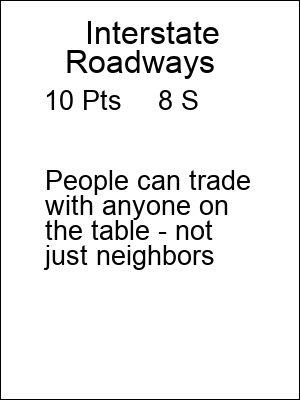 Interstate
Roadways
10 Pts 8 S
People can trade
with anyone on
the table - not
just neighbors